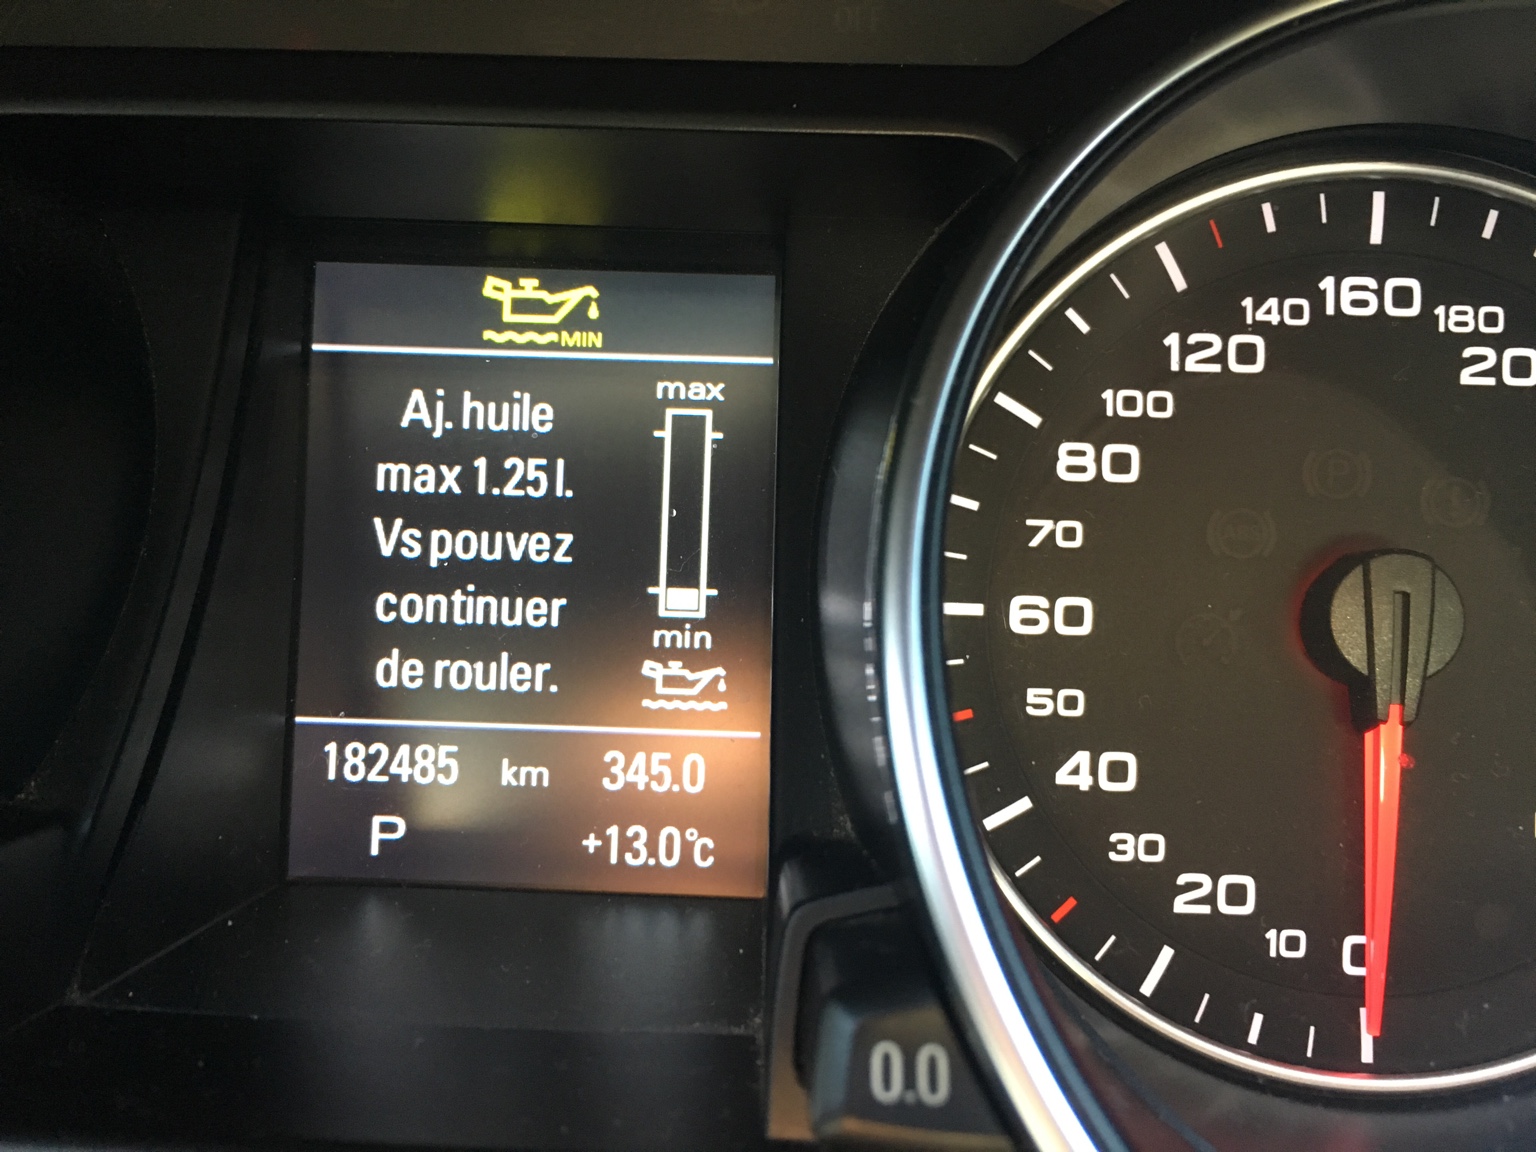 MIN
Aj. huile
max 1.25 l.
Vs pouvez
continuer
de rouler.
max
min
182485 km 345.0
P +13.0°C
0.0
0
10
20
30
40
50
60
70
80
100
120
140
160
180